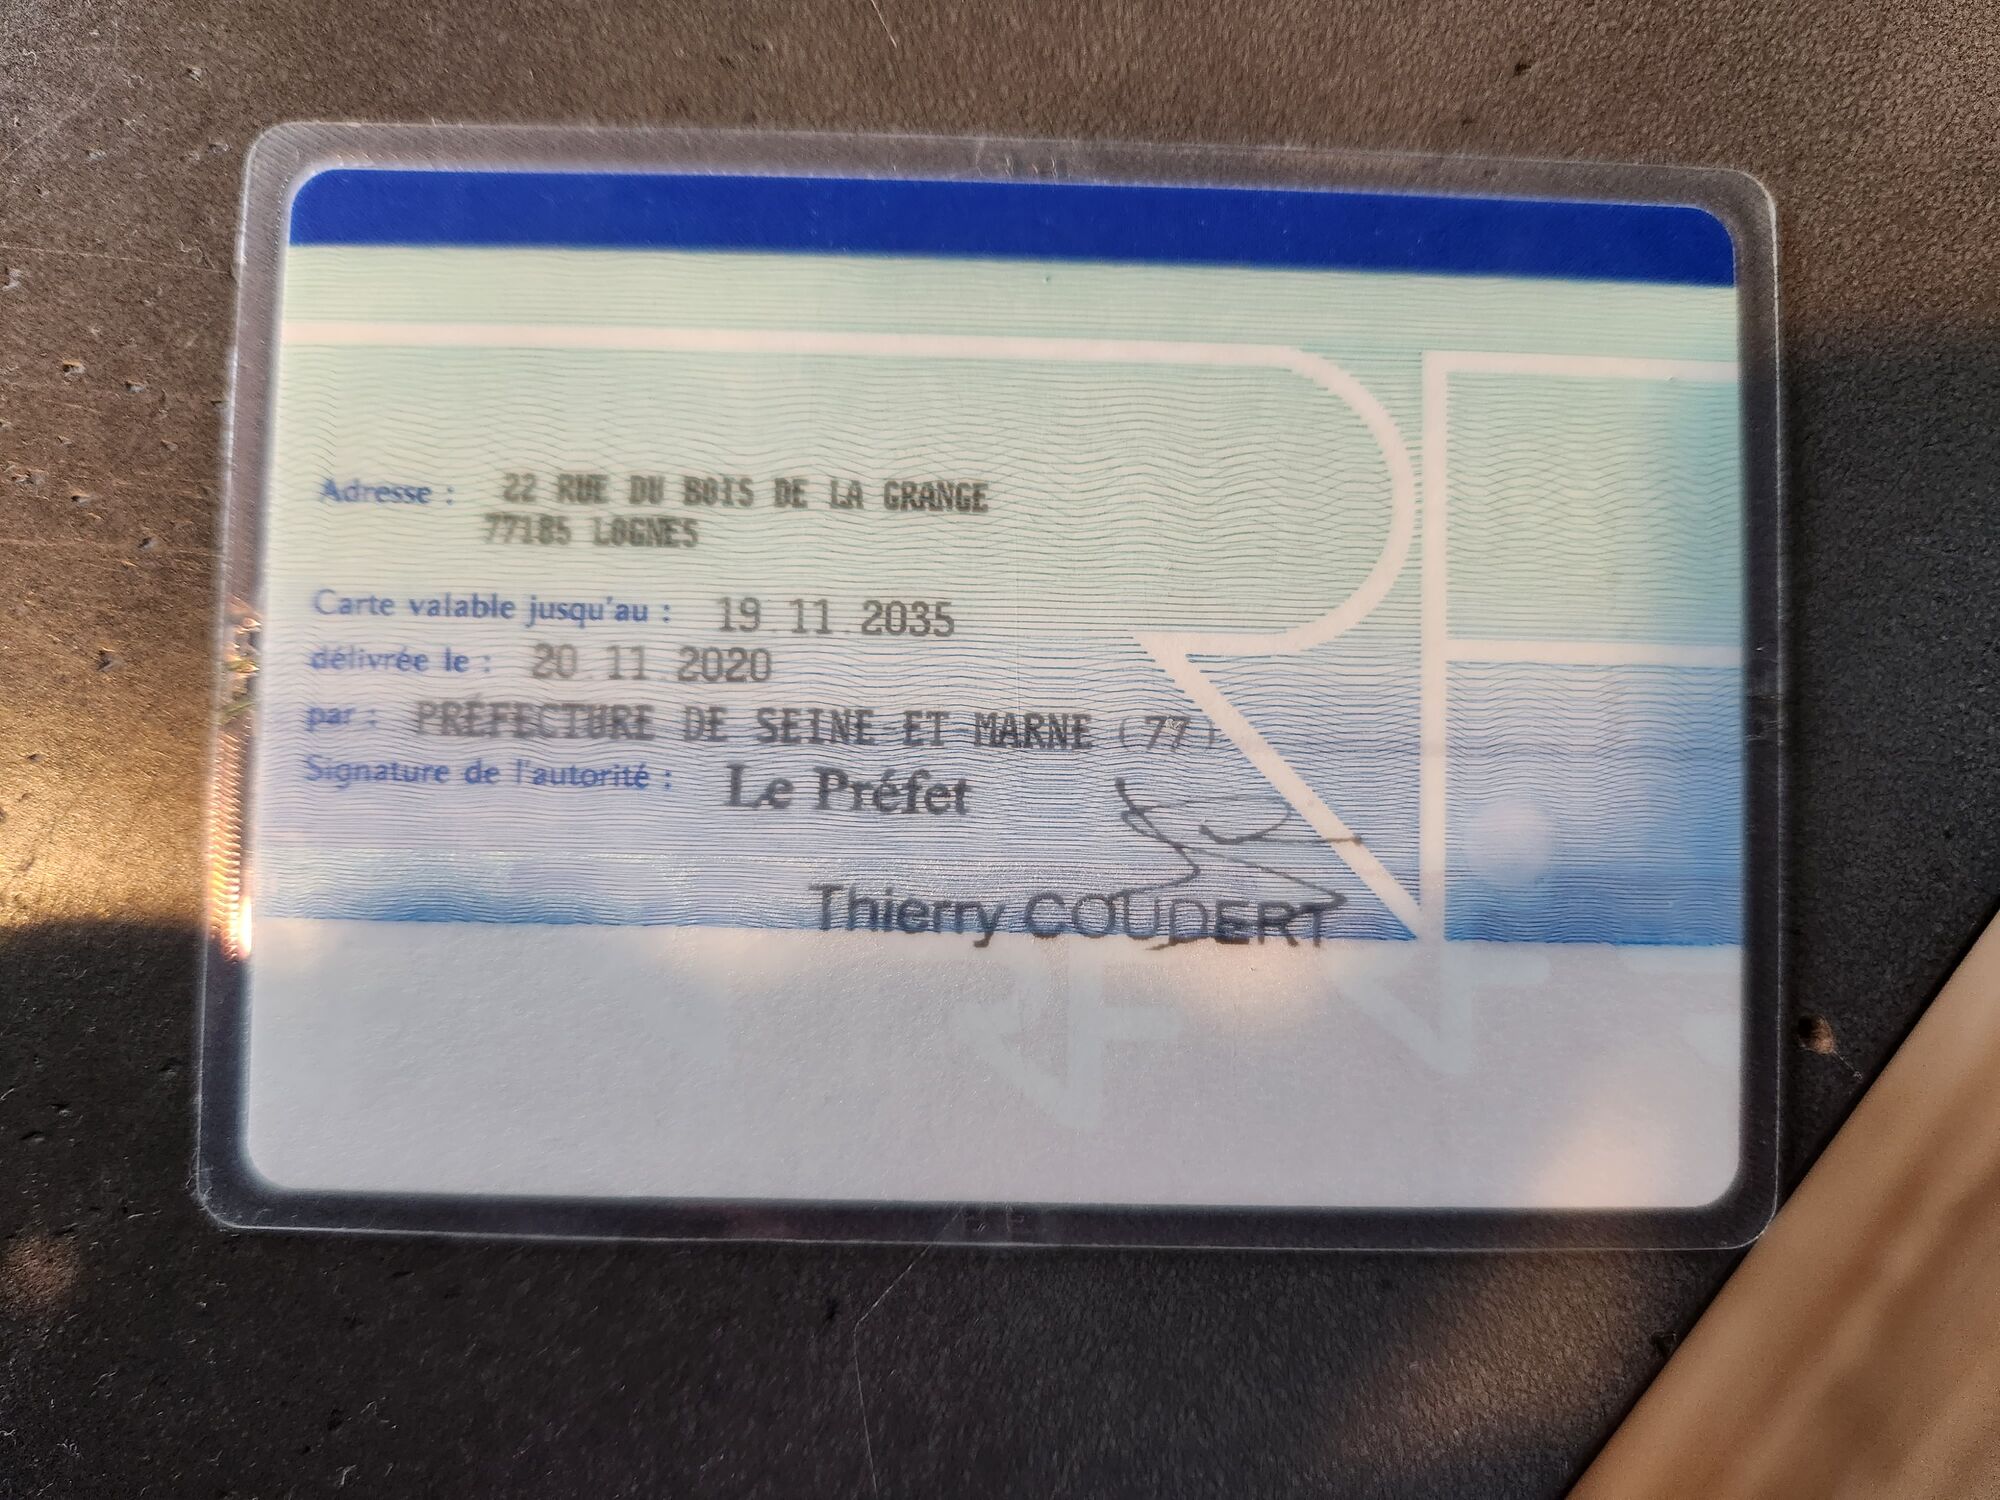 Adresse : 22 RUE DU BOIS DE LA GRANGE
77185 LOGNES
Carte valable jusqu'au : 19.11.2035
délivrée le : 20.11.2020
par : PRÉFECTURE DE SEINE-ET-MARNE (77)
Signature de l'autorité : Le Préfet
Thierry COUDERT
RF